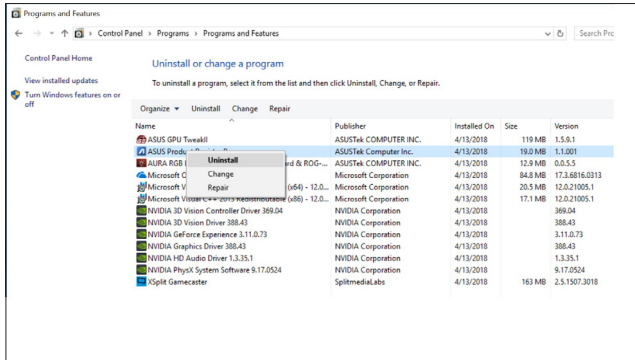 Programs and Features
Control Panel > Programs > Programs and Features
Search Pro
Control Panel Home
View installed updates
Turn Windows features on or
off
Uninstall or change a program
To uninstall a program, select it from the list and then click Uninstall, Change, or Repair.
Organize Uninstall Change Repair
Name Publisher Installed On Size Version
ASUS GPU TweakII ASUSTek COMPUTER INC. 4/13/2018 119 MB 1.5.9.1
ASUS Product ASUSTek Computer Inc. 4/13/2018 19.0 MB 1.1.001
AURA RGB rd & ROG-... ASUSTek COMPUTER INC. 4/13/2018 12.9 MB 0.0.5.5
Microsoft O Microsoft Corporation 4/13/2018 84.8 MB 17.3.6816.0313
Microsoft V (x64) - 12.0... Microsoft Corporation 4/13/2018 20.5 MB 12.0.21005.1
Microsoft Visual C++ 2013 Redistributable (x86) - 12.0... Microsoft Corporation 4/13/2018 17.1 MB 12.0.21005.1
NVIDIA 3D Vision Controller Driver 369.04 NVIDIA Corporation 4/13/2018 369.04
NVIDIA 3D Vision Driver 388.43 NVIDIA Corporation 4/13/2018 388.43
NVIDIA GeForce Experience 3.11.0.73 NVIDIA Corporation 4/13/2018 3.11.0.73
NVIDIA Graphics Driver 388.43 NVIDIA Corporation 4/13/2018 388.43
NVIDIA HD Audio Driver 1.3.35.1 NVIDIA Corporation 4/13/2018 1.3.35.1
NVIDIA PhysX System Software 9.17.0524 NVIDIA Corporation 4/13/2018 9.17.0524
XSplit Gamecaster SplitmediaLabs 4/13/2018 163 MB 2.5.1507.3018
Uninstall
Change
Repair